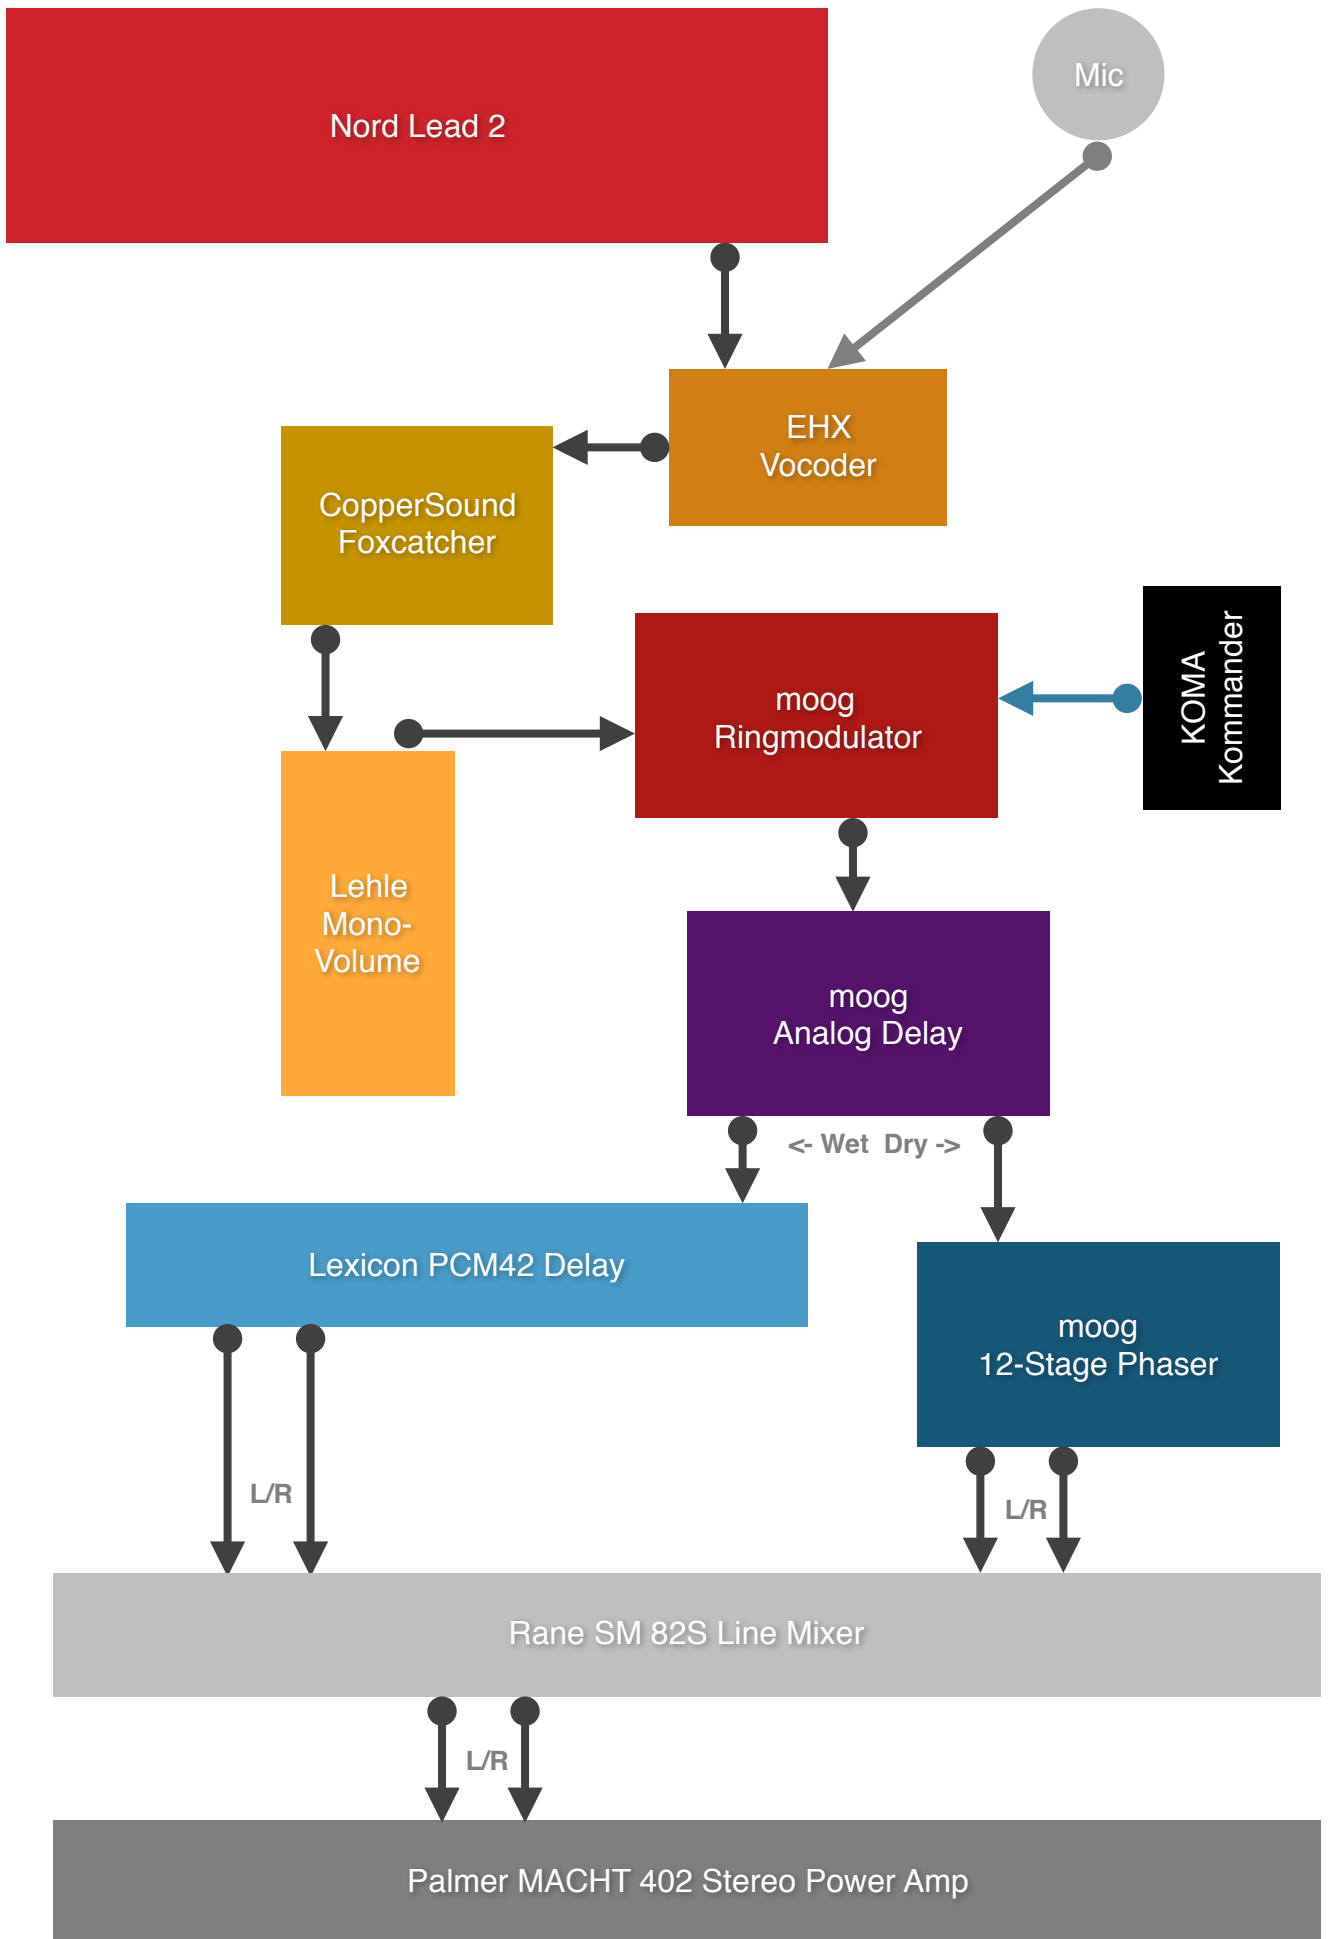 Nord Lead 2
Mic
EHX
Vocoder
CopperSound
Foxcatcher
moog
Ringmodulator
KOMA
Kommander
Lehle
Mono-
Volume
moog
Analog Delay
<- Wet  Dry ->
Lexicon PCM42 Delay
moog
12-Stage Phaser
L/R
L/R
Rane SM 82S Line Mixer
L/R
Palmer MACHT 402 Stereo Power Amp